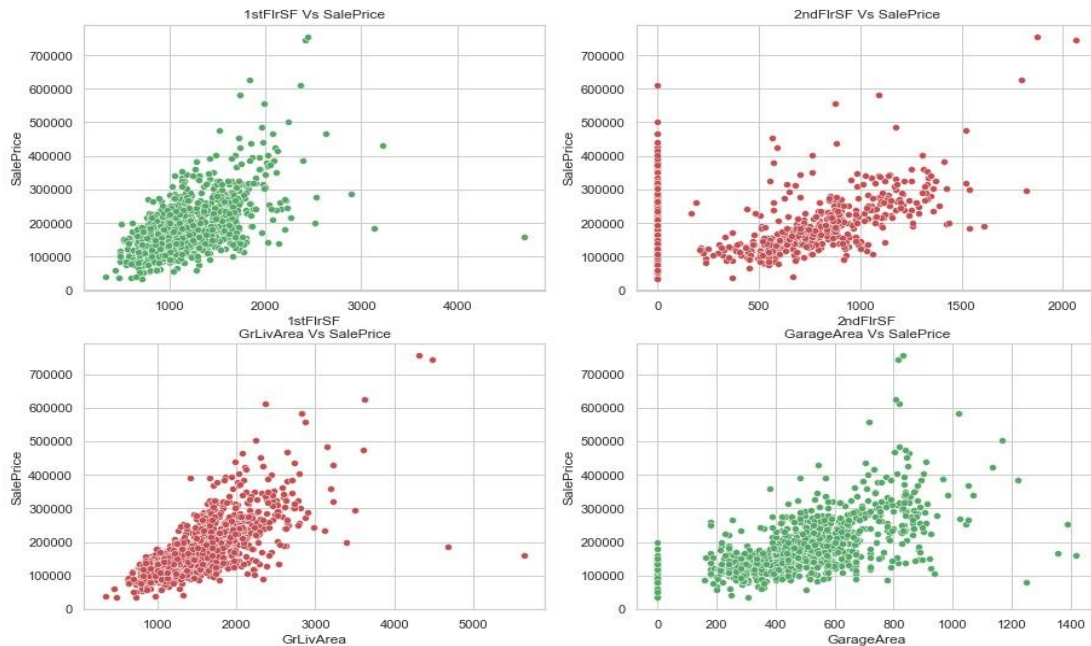 1stFlrSF Vs SalePrice
SalePrice
700000
600000
500000
400000
300000
200000
100000
0
1000 2000 3000 4000
1stFlrSF
2ndFlrSF Vs SalePrice
SalePrice
700000
600000
500000
400000
300000
200000
100000
0
0 500 1000 1500 2000
2ndFlrSF
GrLivArea Vs SalePrice
SalePrice
700000
600000
500000
400000
300000
200000
100000
0
1000 2000 3000 4000 5000
GrLivArea
GarageArea Vs SalePrice
SalePrice
700000
600000
500000
400000
300000
200000
100000
0
0 200 400 600 800 1000 1200 1400
GarageArea